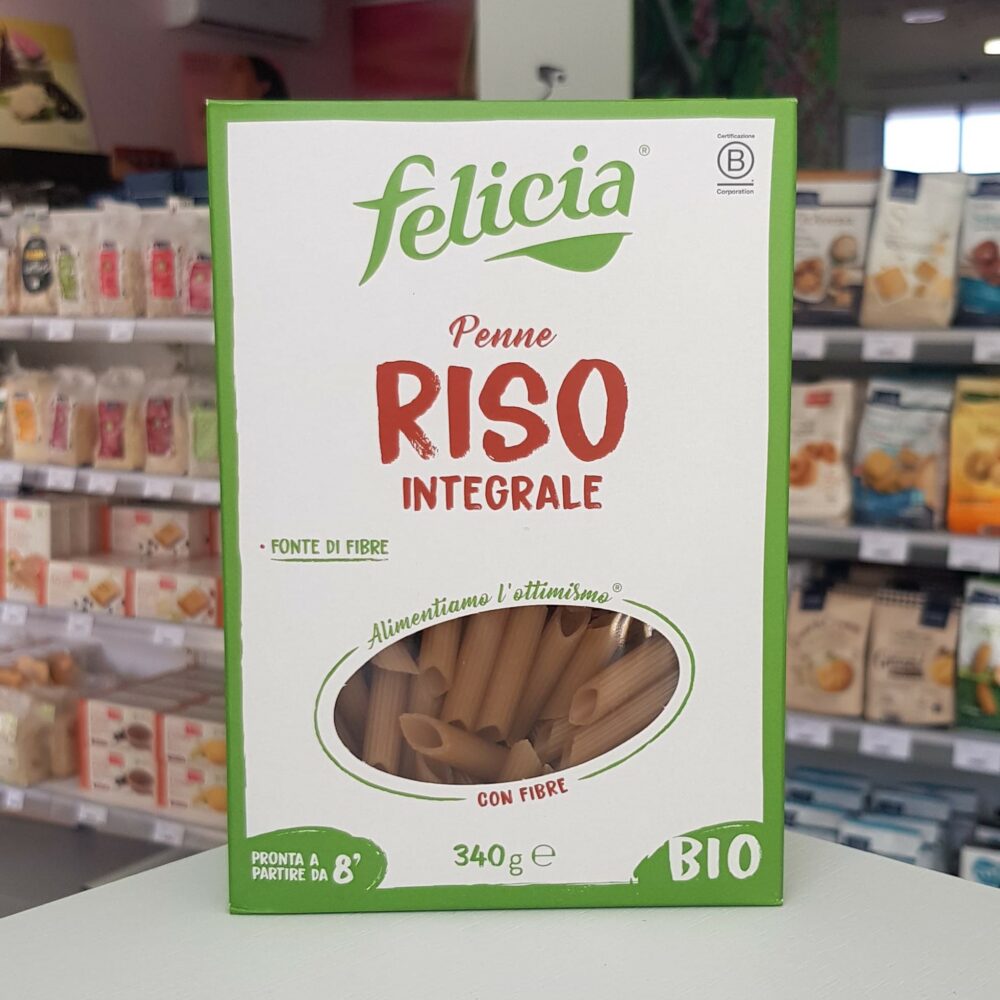 felicia®
Certificazione
B
Corporation
Penne
RISO
INTEGRALE
• FONTE DI FIBRE
Alimentiamo l'ottimismo®
CON FIBRE
PRONTA A
PARTIRE DA 8'
340g ℮
BIO